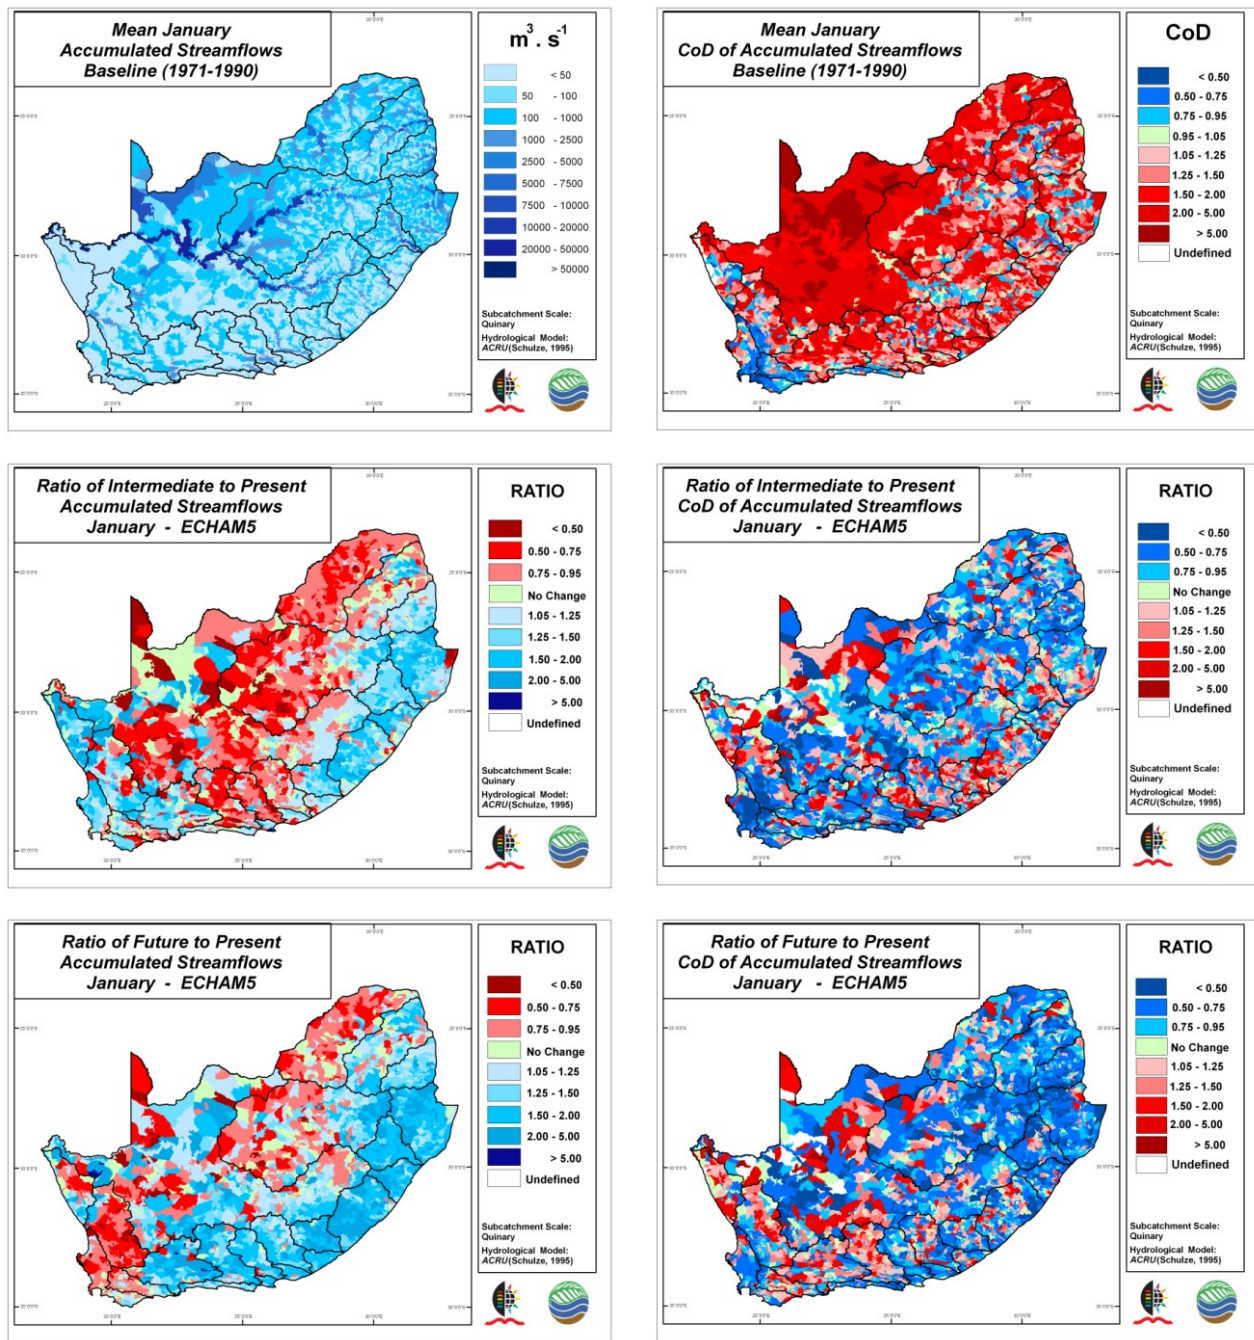 Mean January
Accumulated Streamflows
Baseline (1971-1990)
m³ . s⁻¹
< 50
50 - 100
100 - 1000
1000 - 2500
2500 - 5000
5000 - 7500
7500 - 10000
10000 - 20000
20000 - 50000
> 50000
Subcatchment Scale:
Quinary
Hydrological Model:
ACRU(Schulze, 1995)
Mean January
CoD of Accumulated Streamflows
Baseline (1971-1990)
CoD
< 0.50
0.50 - 0.75
0.75 - 0.95
0.95 - 1.05
1.05 - 1.25
1.25 - 1.50
1.50 - 2.00
2.00 - 5.00
> 5.00
Undefined
Subcatchment Scale:
Quinary
Hydrological Model:
ACRU(Schulze, 1995)
Ratio of Intermediate to Present
Accumulated Streamflows
January - ECHAM5
RATIO
< 0.50
0.50 - 0.75
0.75 - 0.95
No Change
1.05 - 1.25
1.25 - 1.50
1.50 - 2.00
2.00 - 5.00
> 5.00
Undefined
Subcatchment Scale:
Quinary
Hydrological Model:
ACRU(Schulze, 1995)
Ratio of Intermediate to Present
CoD of Accumulated Streamflows
January - ECHAM5
RATIO
< 0.50
0.50 - 0.75
0.75 - 0.95
No Change
1.05 - 1.25
1.25 - 1.50
1.50 - 2.00
2.00 - 5.00
> 5.00
Undefined
Subcatchment Scale:
Quinary
Hydrological Model:
ACRU(Schulze, 1995)
Ratio of Future to Present
Accumulated Streamflows
January - ECHAM5
RATIO
< 0.50
0.50 - 0.75
0.75 - 0.95
No Change
1.05 - 1.25
1.25 - 1.50
1.50 - 2.00
2.00 - 5.00
> 5.00
Undefined
Subcatchment Scale:
Quinary
Hydrological Model:
ACRU(Schulze, 1995)
Ratio of Future to Present
CoD of Accumulated Streamflows
January - ECHAM5
RATIO
< 0.50
0.50 - 0.75
0.75 - 0.95
No Change
1.05 - 1.25
1.25 - 1.50
1.50 - 2.00
2.00 - 5.00
> 5.00
Undefined
Subcatchment Scale:
Quinary
Hydrological Model:
ACRU(Schulze, 1995)